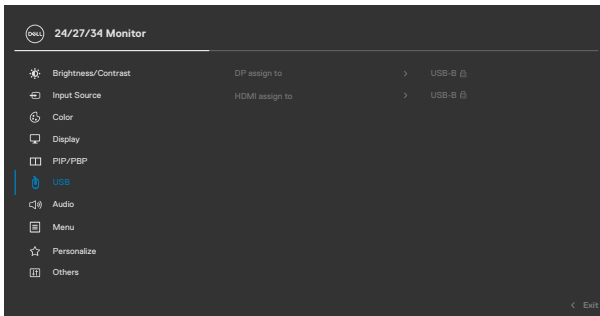 DELL 24/27/34 Monitor
Brightness/Contrast DP assign to > USB-B
Input Source HDMI assign to > USB-B
Color
Display
PIP/PBP
USB
Audio
Menu
Personalize
Others
< Exit